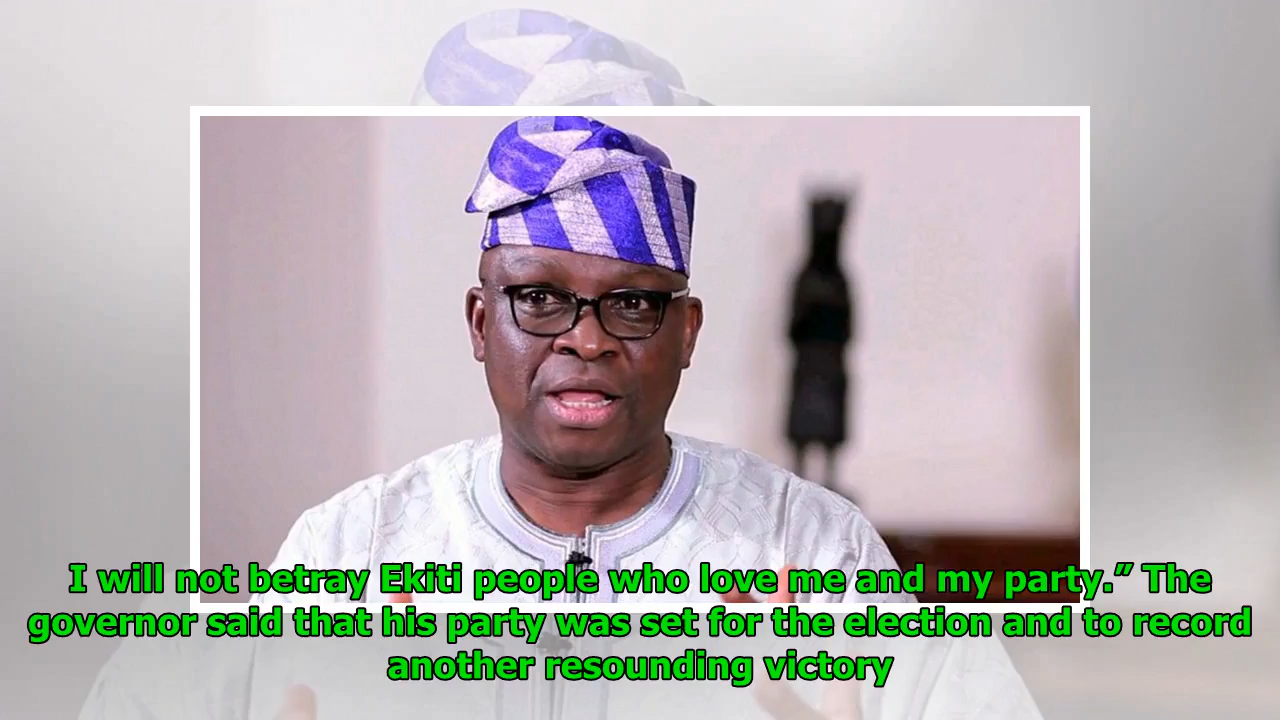 I will not betray Ekiti people who love me and my party.” The
governor said that his party was set for the election and to record
another resounding victory